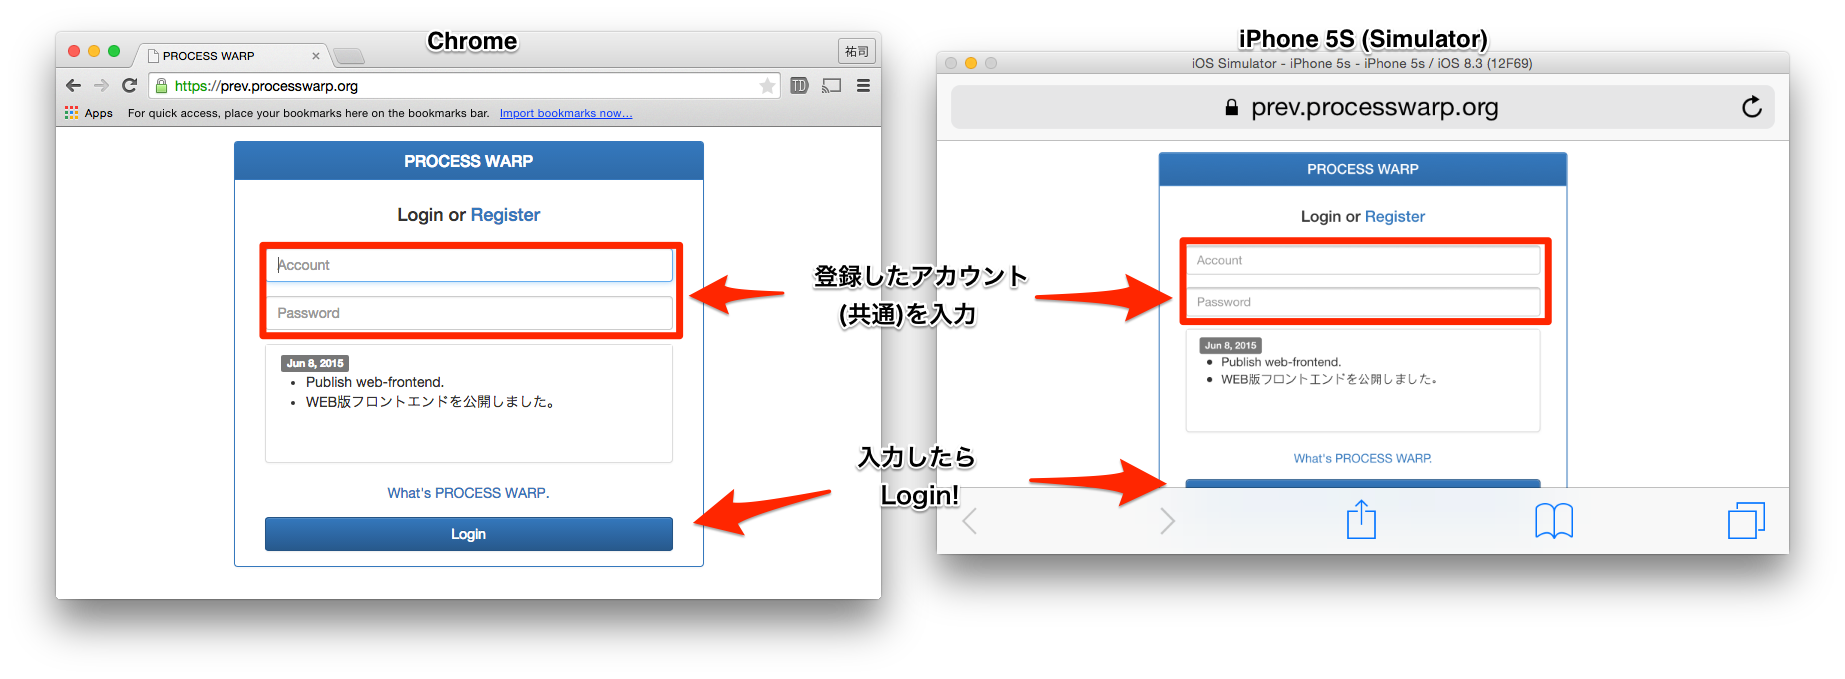 Chrome
PROCESS WARP
祐司
https://prev.processwarp.org
Apps
For quick access, place your bookmarks here on the bookmarks bar.
Import bookmarks now...
PROCESS WARP
Login or Register
Account
Password
Jun 8, 2015
Publish web-frontend.
WEB版フロントエンドを公開しました。
What's PROCESS WARP.
Login
登録したアカウント
(共通)を入力
入力したら
Login!
iPhone 5S (Simulator)
iOS Simulator - iPhone 5s - iPhone 5s / iOS 8.3 (12F69)
prev.processwarp.org
PROCESS WARP
Login or Register
Account
Password
Jun 8, 2015
Publish web-frontend.
WEB版フロントエンドを公開しました。
What's PROCESS WARP.